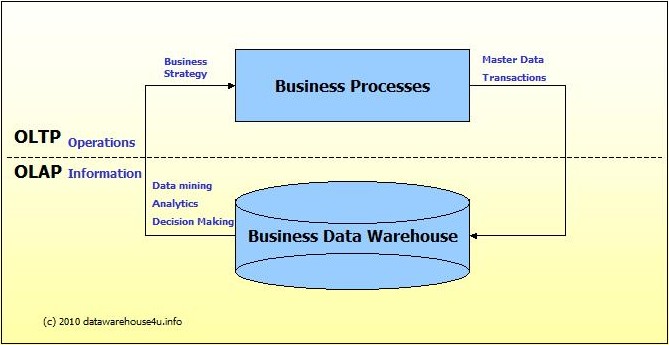 Business
Strategy
Business Processes
Master Data
Transactions
OLTP Operations
OLAP Information
Data mining
Analytics
Decision Making
Business Data Warehouse
(c) 2010 datawarehouse4u.info